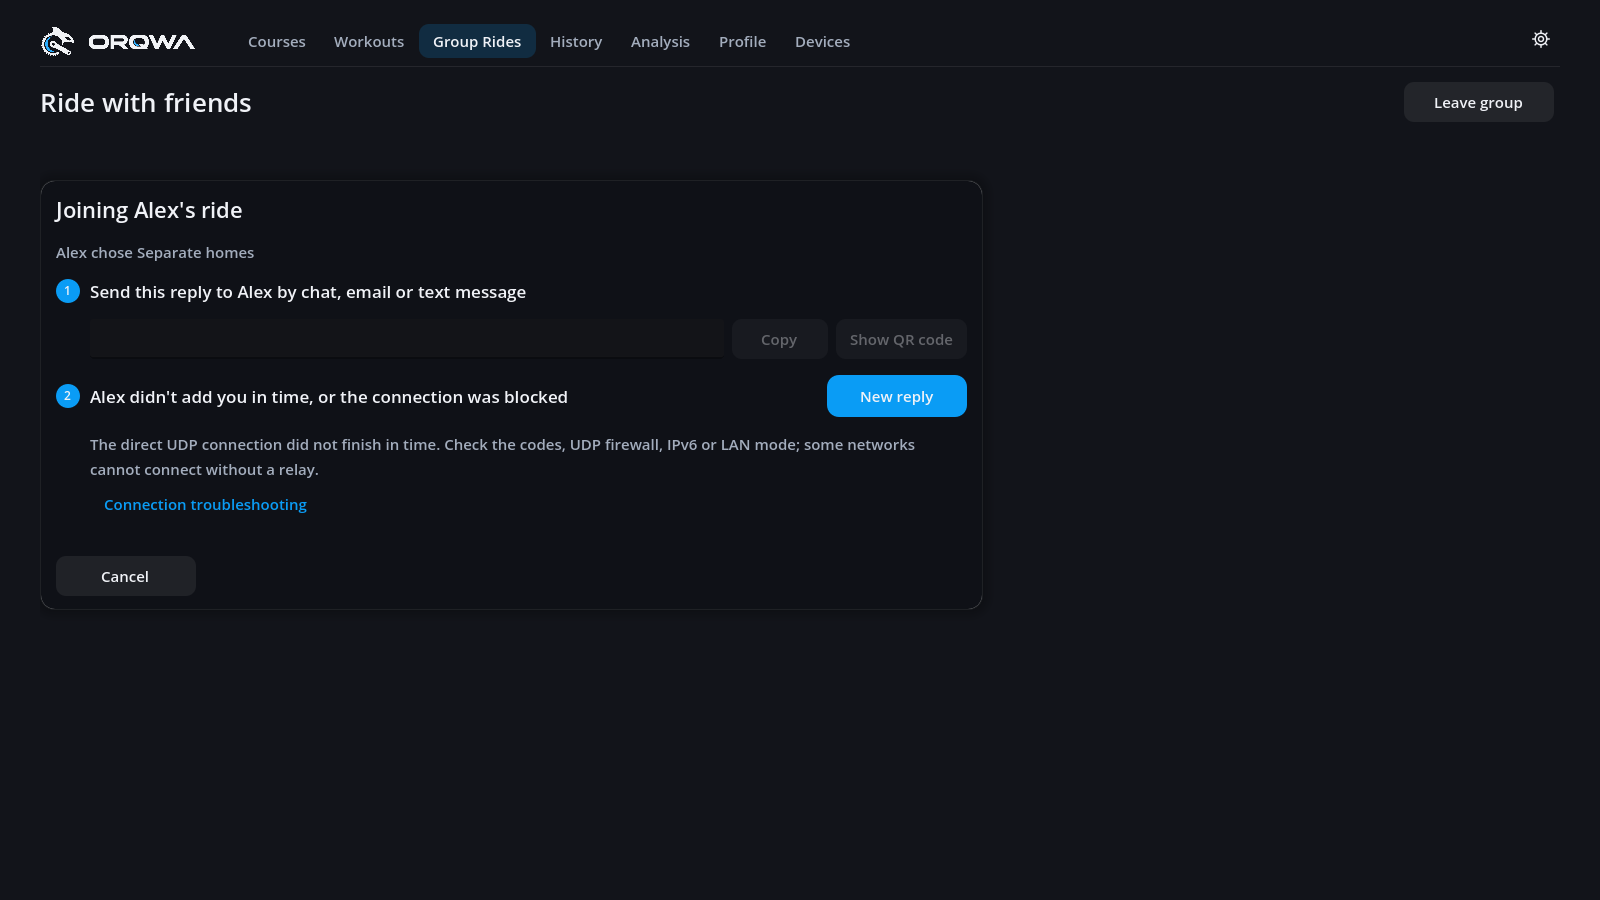 ORQWA
Courses
Workouts
Group Rides
History
Analysis
Profile
Devices
Ride with friends
Leave group
Joining Alex's ride
Alex chose Separate homes
1 Send this reply to Alex by chat, email or text message
Copy
Show QR code
2 Alex didn't add you in time, or the connection was blocked
New reply
The direct UDP connection did not finish in time. Check the codes, UDP firewall, IPv6 or LAN mode; some networks
cannot connect without a relay.
Connection troubleshooting
Cancel